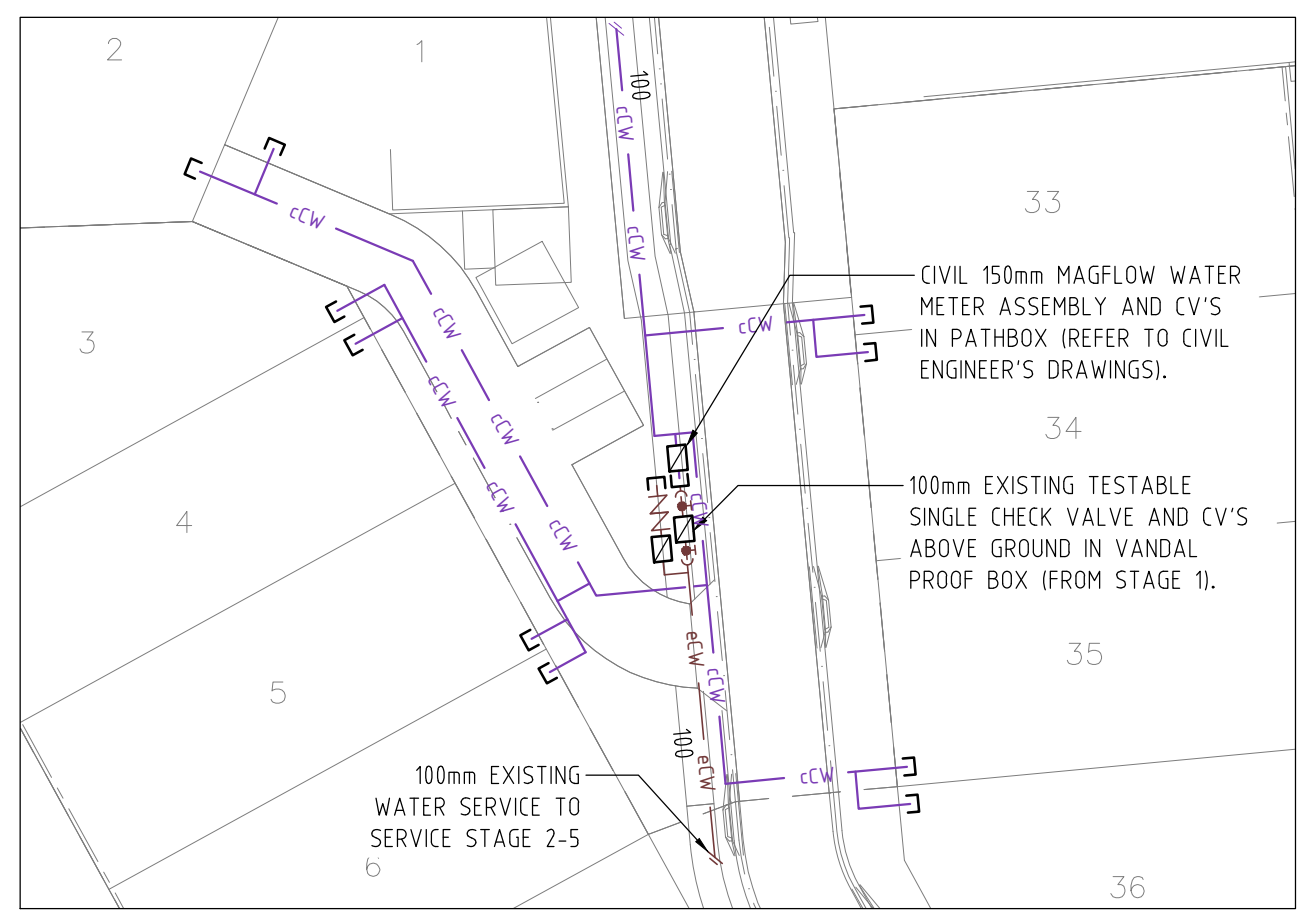 2
1
100
cCW
33
cCW
cCW
CIVIL 150mm MAGFLOW WATER
METER ASSEMBLY AND CV'S
IN PATHBOX (REFER TO CIVIL
ENGINEER'S DRAWINGS).
cCW
cCW
3
cCW
cCW
34
100mm EXISTING TESTABLE
SINGLE CHECK VALVE AND CV'S
ABOVE GROUND IN VANDAL
PROOF BOX (FROM STAGE 1).
cCW
cCW
4
cCW
eCW
35
cCW
5
100
eCW
cCW
100mm EXISTING
WATER SERVICE TO
SERVICE STAGE 2-5
6
36